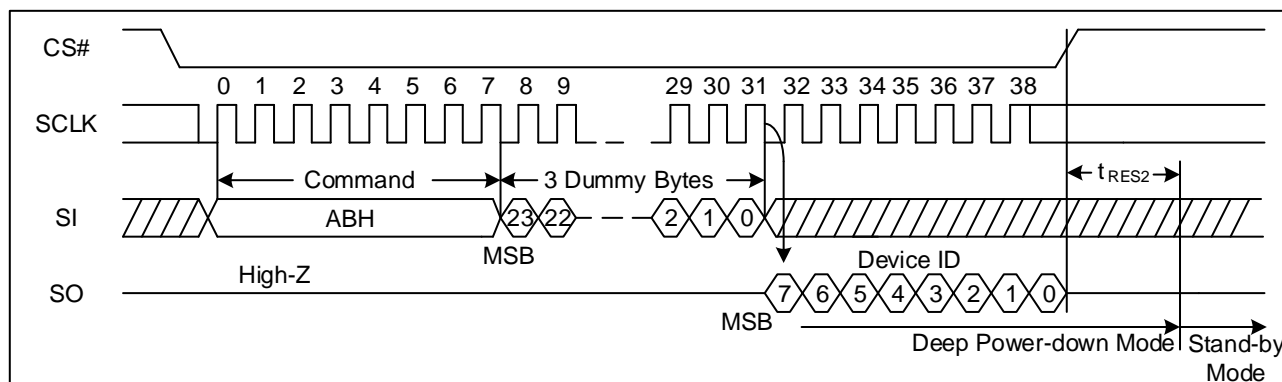 CS#
0 1 2 3 4 5 6 7 8 9 29 30 31 32 33 34 35 36 37 38
SCLK
Command 3 Dummy Bytes tRES2
SI ABH 23 22 2 1 0
MSB
High-Z Device ID
SO 7 6 5 4 3 2 1 0
MSB
Deep Power-down Mode Stand-by
Mode